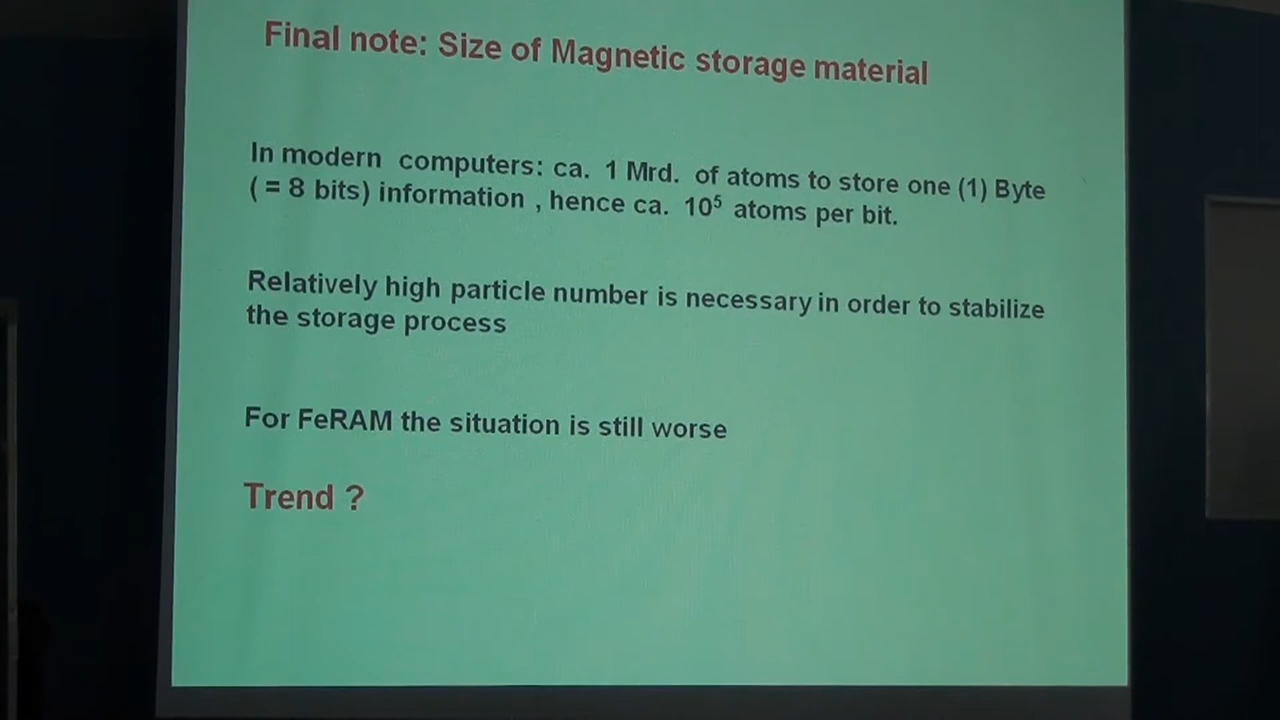 Final note: Size of Magnetic storage material
In modern computers: ca. 1 Mrd. of atoms to store one (1) Byte
( = 8 bits) information , hence ca. 10⁵ atoms per bit.
Relatively high particle number is necessary in order to stabilize
the storage process
For FeRAM the situation is still worse
Trend ?